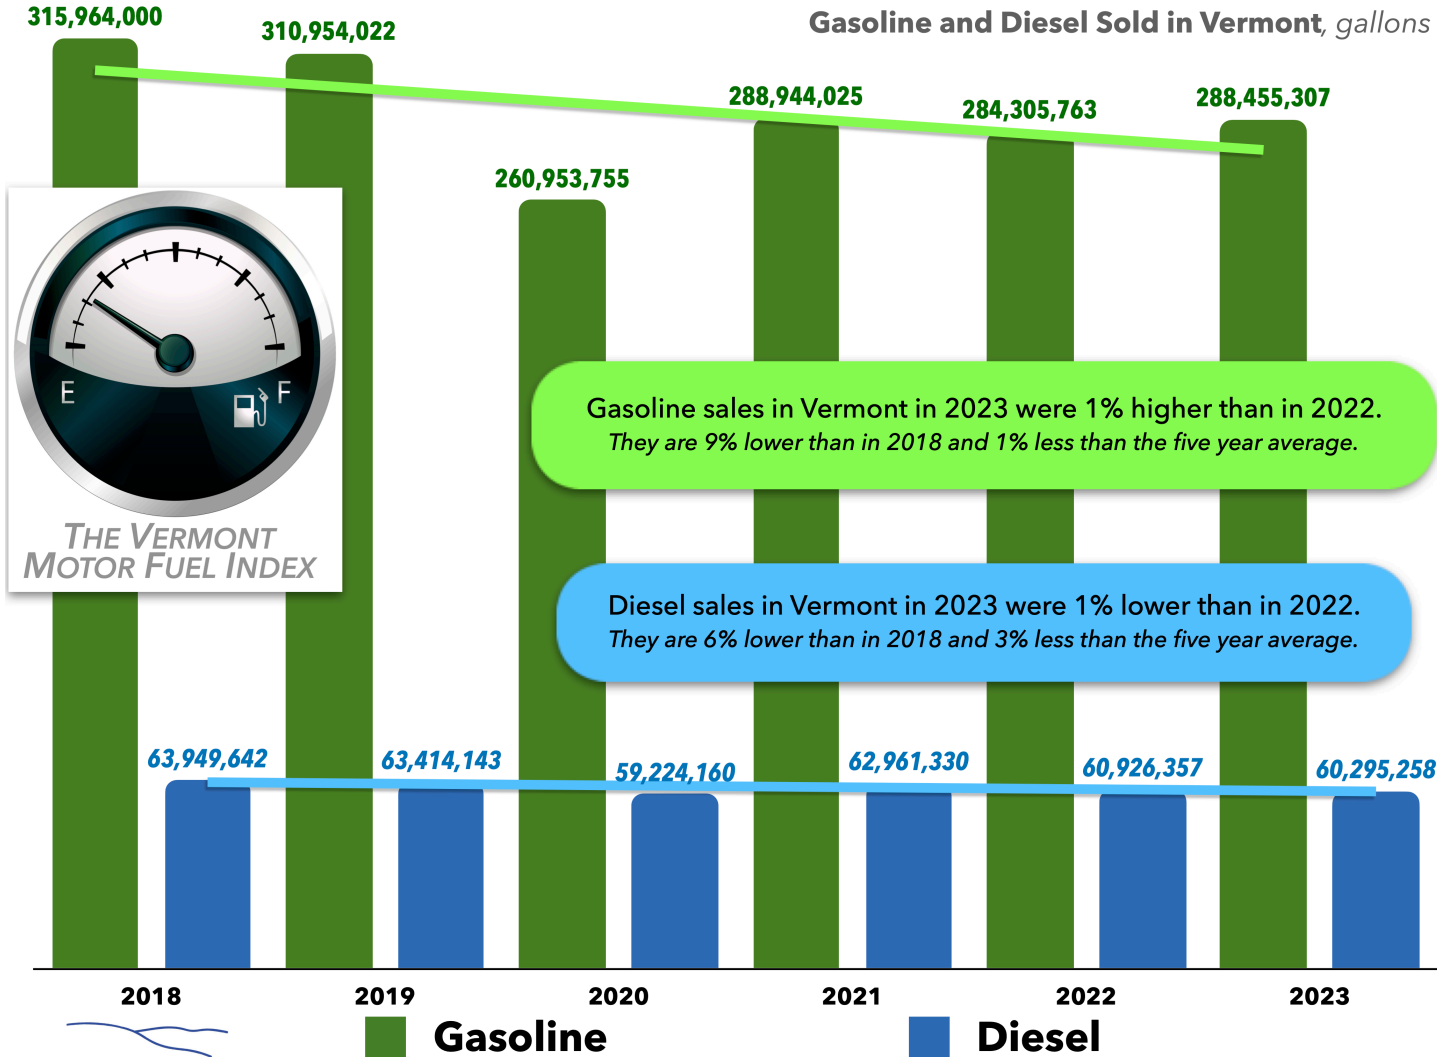 Gasoline and Diesel Sold in Vermont, gallons
315,964,000
310,954,022
260,953,755
288,944,025
284,305,763
288,455,307
E
F
THE VERMONT
MOTOR FUEL INDEX
Gasoline sales in Vermont in 2023 were 1% higher than in 2022.
They are 9% lower than in 2018 and 1% less than the five year average.
Diesel sales in Vermont in 2023 were 1% lower than in 2022.
They are 6% lower than in 2018 and 3% less than the five year average.
63,949,642
63,414,143
59,224,160
62,961,330
60,926,357
60,295,258
2018
2019
2020
2021
2022
2023
Gasoline
Diesel